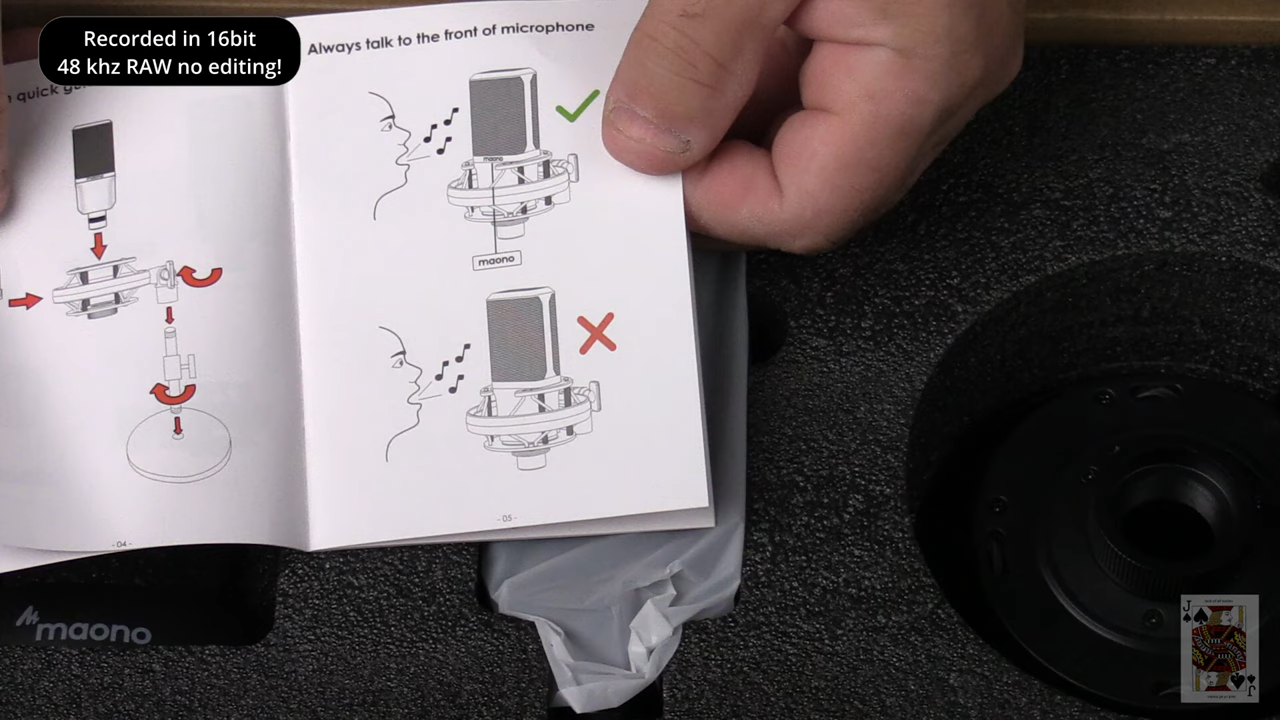 Recorded in 16bit
48 khz RAW no editing!
quick
Always talk to the front of microphone
maono
maono
- 04 -
- 05 -
maono
J
J